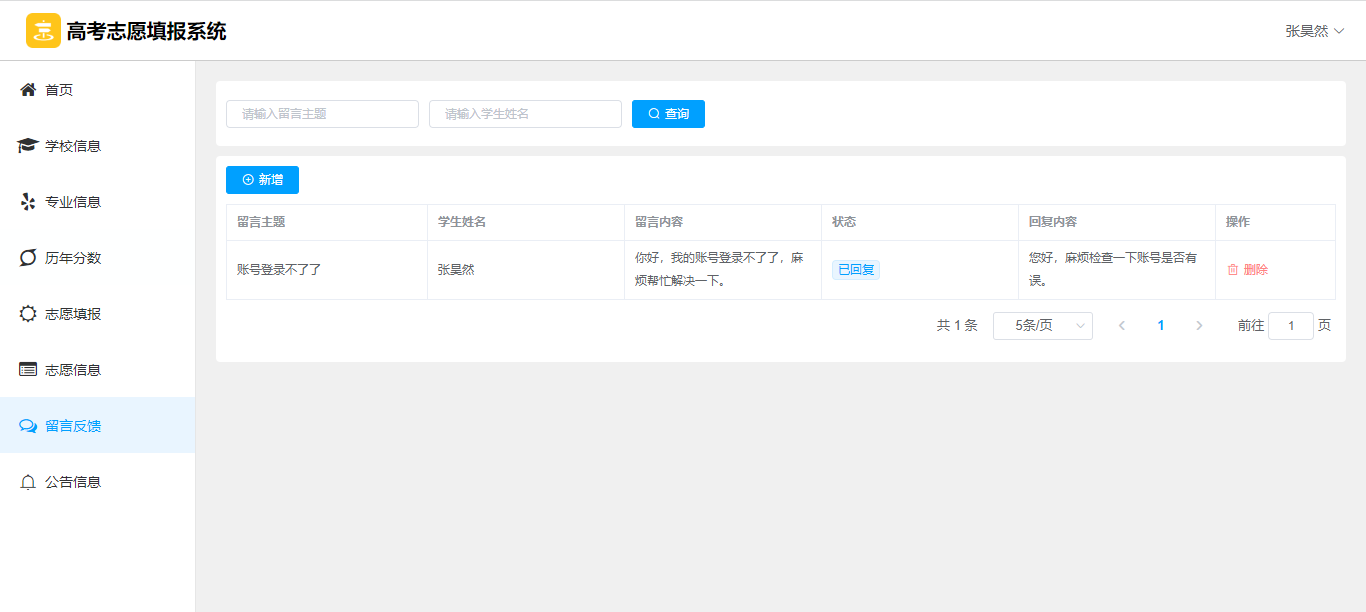 高考志愿填报系统
张昊然
首页
学校信息
专业信息
历年分数
志愿填报
志愿信息
留言反馈
公告信息
请输入留言主题
请输入学生姓名
查询
新增
留言主题 学生姓名 留言内容 状态 回复内容 操作
账号登录不了了
张昊然
你好，我的账号登录不了了，麻
烦帮忙解决一下。
已回复
您好，麻烦检查一下账号是否有
误。
删除
共 1 条 5条/页 1 前往 1 页